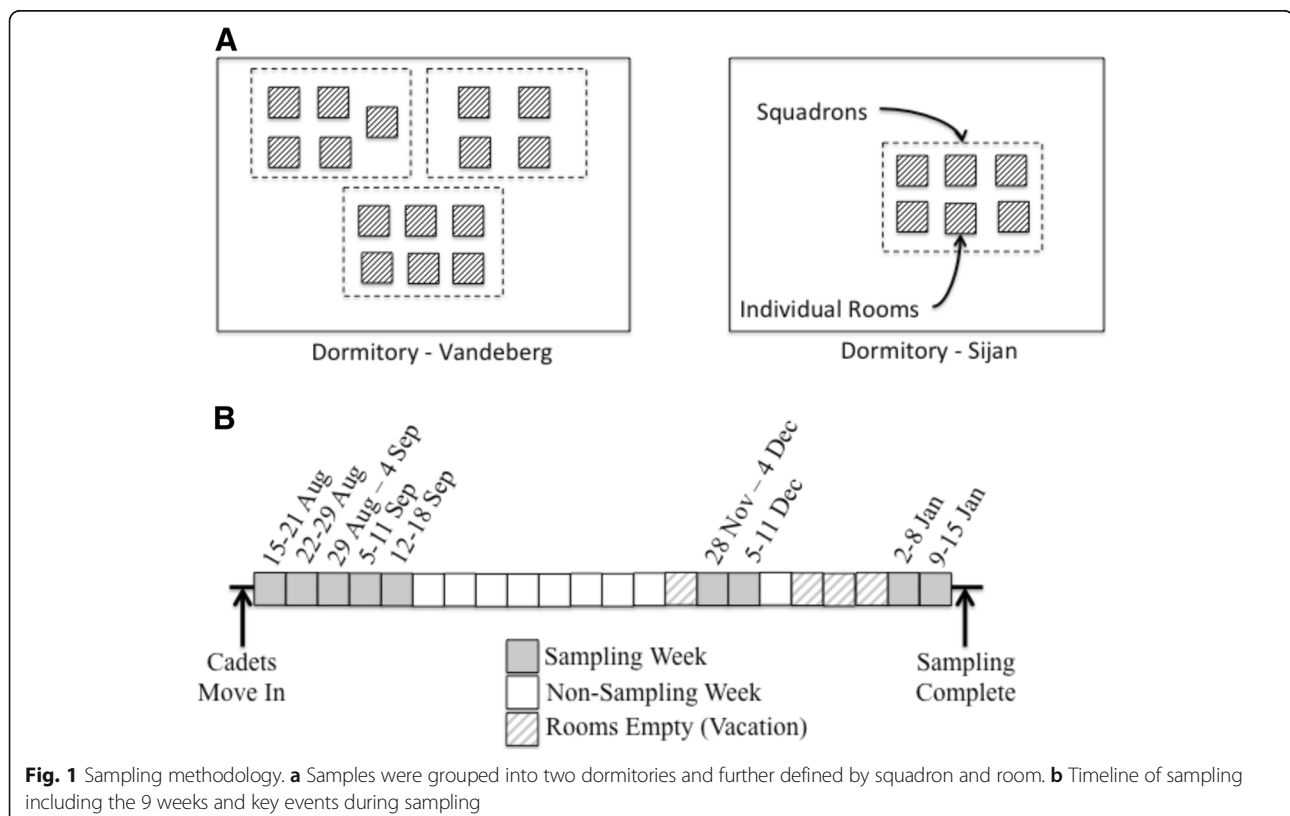 A
Squadrons
Individual Rooms
Dormitory - Vandeberg
Dormitory - Sijan
B
15-21 Aug
22-29 Aug
29 Aug – 4 Sep
5-11 Sep
12-18 Sep
28 Nov – 4 Dec
5-11 Dec
2-8 Jan
9-15 Jan
Cadets
Move In
Sampling Week
Non-Sampling Week
Rooms Empty (Vacation)
Sampling
Complete
Fig. 1 Sampling methodology. a Samples were grouped into two dormitories and further defined by squadron and room. b Timeline of sampling
including the 9 weeks and key events during sampling